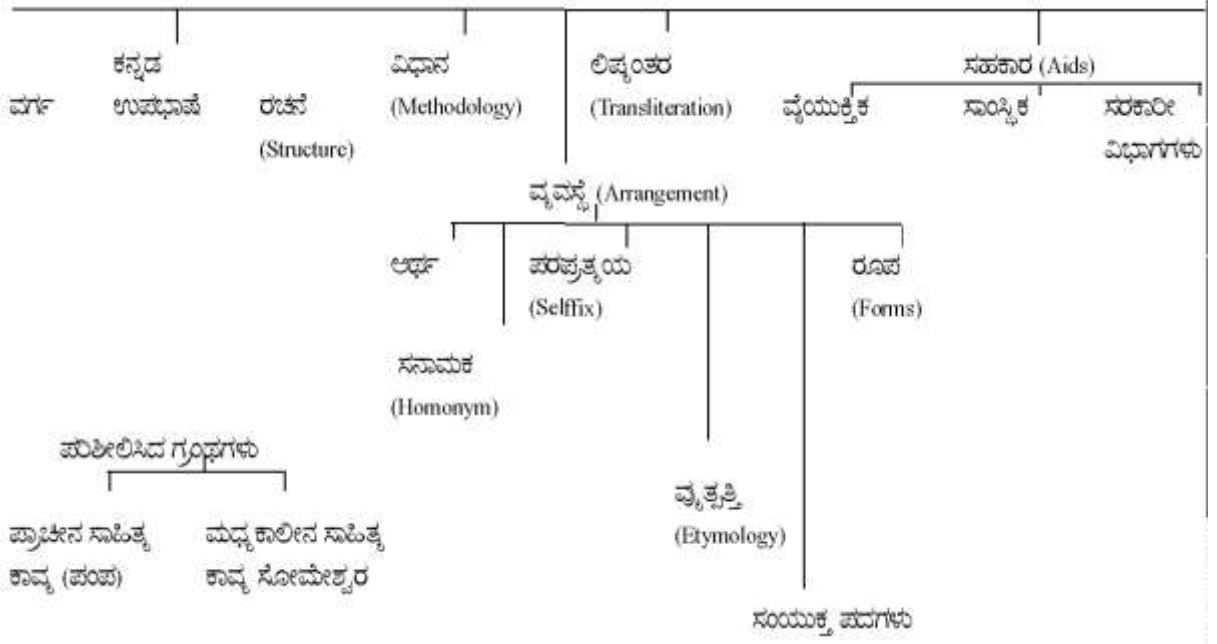 ಕನ್ನಡ ವಿಧಾನ ಲಿಪ್ಯಂತರ ಸಹಕಾರ (Aids)
ವರ್ಗ ಉಪಭಾಷೆ ರಚನೆ (Methodology) (Transliteration) ವೈಯುಕ್ತಿಕ ಸಾಂಸ್ಥಿಕ ಸರಕಾರೀ
(Structure) ವಿಭಾಗಗಳು
ವ್ಯವಸ್ಥೆ (Arrangement)
ಅರ್ಥ ಪರಪ್ರತ್ಯಯ ರೂಪ
(Selffix) (Forms)
ಸನಾಮಕ
(Homonym)
ಪರಿಶೀಲಿಸಿದ ಗ್ರಂಥಗಳು
ವ್ಯುತ್ಪತ್ತಿ
ಪ್ರಾಚೀನ ಸಾಹಿತ್ಯ ಮಧ್ಯಕಾಲೀನ ಸಾಹಿತ್ಯ (Etymology)
ಕಾವ್ಯ (ಪಂಪ) ಕಾವ್ಯ ಸೋಮೇಶ್ವರ
ಸಂಯುಕ್ತ ಪದಗಳು